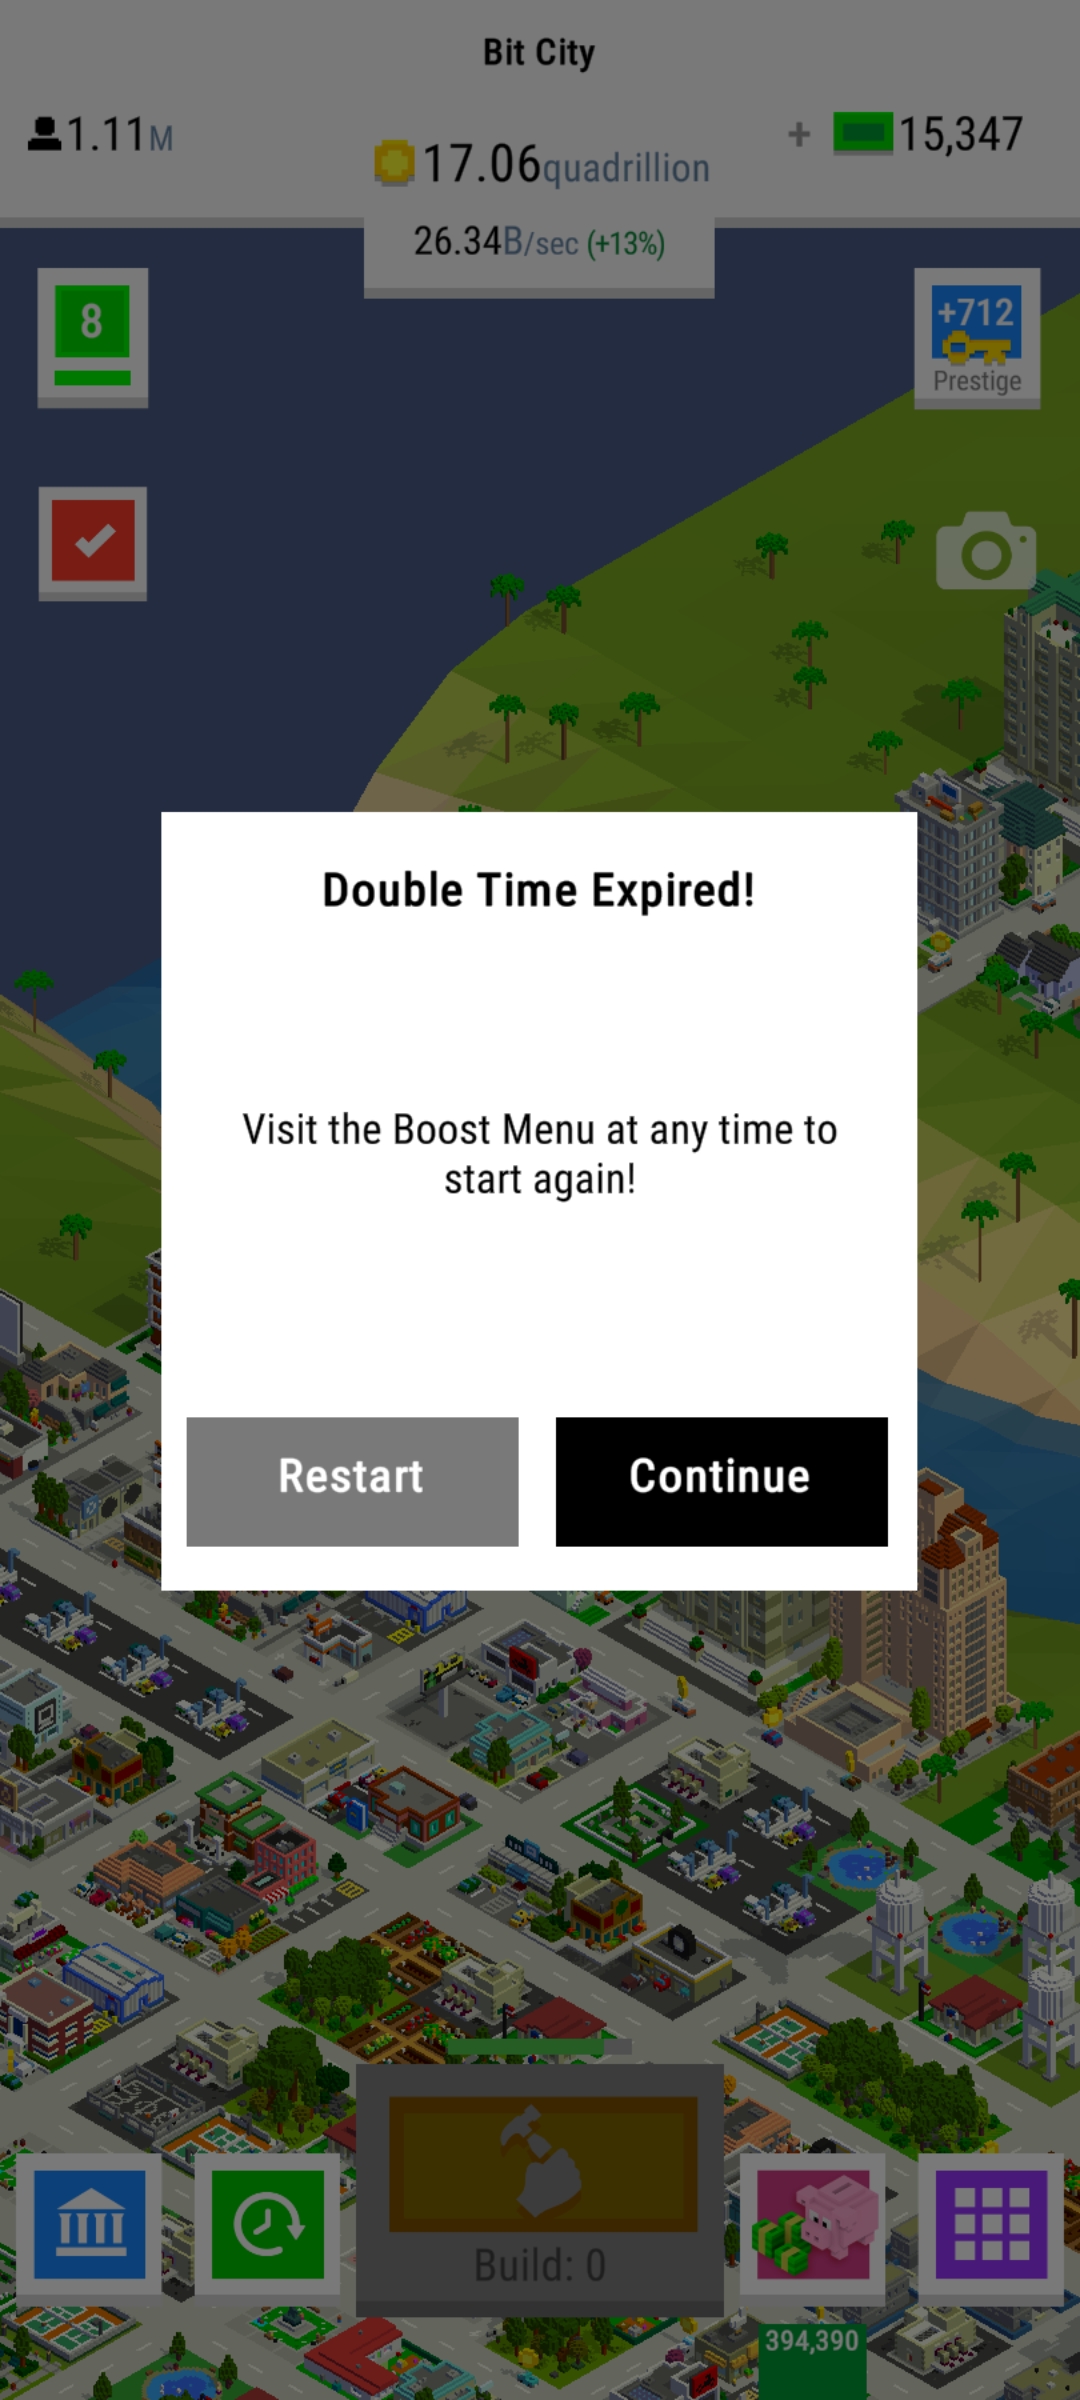 Bit City
1.11M
17.06quadrillion
+ 15,347
26.34B/sec (+13%)
8
+712
Prestige
Double Time Expired!
Visit the Boost Menu at any time to
start again!
Restart
Continue
Build: 0
394,390